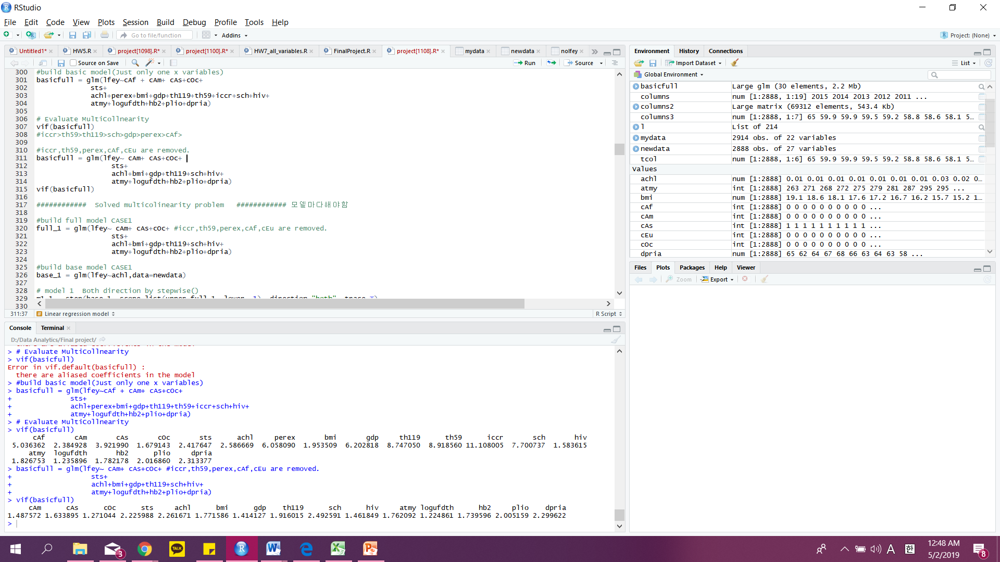 RStudio
File Edit Code View Plots Session Build Debug Profile Tools Help
Go to file/function Addins Project: (None)
Untitled1* HW5.R project[1098].R* project[1100].R* HW7_all_variables.R FinalProject.R project[1108].R* mydata newdata nolfey
Source on Save Run Source
300 #build basic model(Just only one x variables)
301 basicfull = glm(lfey~cAf + cAm+ cAs+cOc+
302 sts+
303 achl+perex+bmi+gdp+th119+th59+iccr+sch+hiv+
304 atmy+logufdth+hb2+plio+dpria)
305
306 # Evaluate MultiCollnearity
307 vif(basicfull)
308 #iccr>th59>th119>sch>gdp>perex>cAf>
309
310 #iccr,th59,perex,cAf,cEu are removed.
311 basicfull = glm(lfey~ cAm+ cAs+cOc+
312 sts+
313 achl+bmi+gdp+th119+sch+hiv+
314 atmy+logufdth+hb2+plio+dpria)
315 vif(basicfull)
316
317 ############ Solved multicolinearity problem ############ 모델마다해야함
318
319 #build full model CASE1
320 full_1 = glm(lfey~ cAm+ cAs+cOc+ #iccr,th59,perex,cAf,cEu are removed.
321 sts+
322 achl+bmi+gdp+th119+sch+hiv+
323 atmy+logufdth+hb2+plio+dpria)
324
325 #build base model CASE1
326 base_1 = glm(lfey~achl,data=newdata)
327
328 # model 1 Both direction by stepwise()
329
330
311:37 Linear regression model R Script
Console Terminal
D:/Data Analytics/Final project/
> # Evaluate MultiCollnearity
> vif(basicfull)
Error in vif.default(basicfull) :
there are aliased coefficients in the model
> #build basic model(Just only one x variables)
> basicfull = glm(lfey~cAf + cAm+ cAs+cOc+
+ sts+
+ achl+perex+bmi+gdp+th119+th59+iccr+sch+hiv+
+ atmy+logufdth+hb2+plio+dpria)
> # Evaluate MultiCollnearity
> vif(basicfull)
cAf cAm cAs cOc sts achl perex bmi gdp th119 th59 iccr sch hiv
5.036362 2.384928 3.921990 1.679143 2.417647 2.586669 6.058090 1.953509 6.202818 8.747050 8.918560 11.108005 7.700737 1.583615
atmy logufdth hb2 plio dpria
1.826753 1.235896 1.782178 2.016860 2.313377
> basicfull = glm(lfey~ cAm+ cAs+cOc+ #iccr,th59,perex,cAf,cEu are removed.
+ sts+
+ achl+bmi+gdp+th119+sch+hiv+
+ atmy+logufdth+hb2+plio+dpria)
> vif(basicfull)
cAm cAs cOc sts achl bmi gdp th119 sch hiv atmy logufdth hb2 plio dpria
1.487572 1.633895 1.271044 2.225988 2.261671 1.771586 1.414127 1.916015 2.492591 1.461849 1.762092 1.224861 1.739596 2.005159 2.299622
>
Environment History Connections
Import Dataset List
Global Environment
basicfull Large glm (30 elements, 2.2 Mb)
columns num [1:2888, 1:19] 2015 2014 2013 2012 2011 ...
columns2 Large matrix (69312 elements, 543.4 Kb)
columns3 num [1:2888, 1:7] 65 59.9 59.9 59.5 59.2 58.8 58.6 58.1 5…
l List of 214
mydata 2914 obs. of 22 variables
newdata 2888 obs. of 27 variables
tcol num [1:2888, 1:6] 65 59.9 59.9 59.5 59.2 58.8 58.6 58.1 5…
Values
achl num [1:2888] 0.01 0.01 0.01 0.01 0.01 0.01 0.01 0.03 0.02 0…
atmy int [1:2888] 263 271 268 272 275 279 281 287 295 295 ...
bmi num [1:2888] 19.1 18.6 18.1 17.6 17.2 16.7 16.2 15.7 15.2 1…
cAf int [1:2888] 0 0 0 0 0 0 0 0 0 0 ...
cAm int [1:2888] 0 0 0 0 0 0 0 0 0 0 ...
cAs int [1:2888] 1 1 1 1 1 1 1 1 1 1 ...
cEu int [1:2888] 0 0 0 0 0 0 0 0 0 0 ...
cOc int [1:2888] 0 0 0 0 0 0 0 0 0 0 ...
dpria num [1:2888] 65 62 64 67 68 66 63 64 63 58 ...
Files Plots Packages Help Viewer
Zoom Export
3 TALK R W e X P A 한 12:48 AM
5/2/2019 8